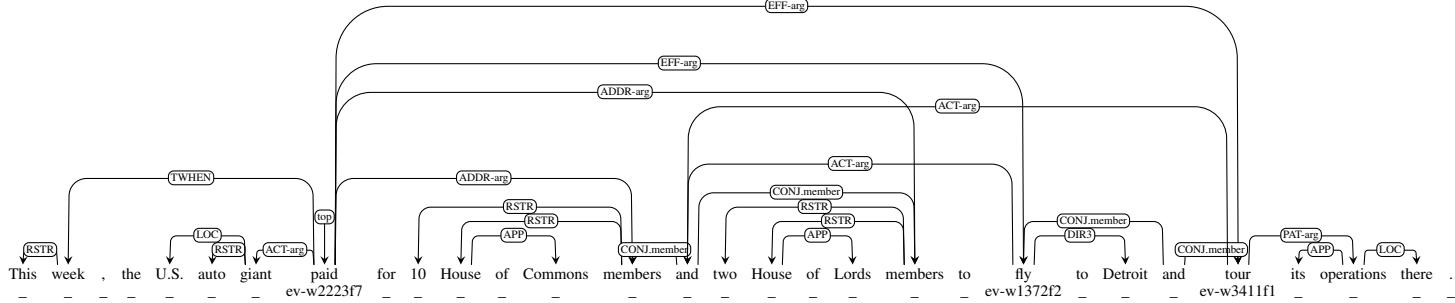 EFF-arg
EFF-arg
ADDR-arg
ACT-arg
ACT-arg
TWHEN ADDR-arg
CONJ.member
RSTR RSTR
top RSTR RSTR CONJ.member
LOC APP APP DIR3 APP
RSTR RSTR ACT-arg CONJ.member CONJ.member PAT-arg LOC
This week , the U.S. auto giant paid for 10 House of Commons members and two House of Lords members to fly to Detroit and tour its operations there .
_ _ _ _ _ _ _ ev-w2223f7 _ _ _ _ _ _ _ _ _ _ _ _ _ ev-w1372f2 _ _ _ ev-w3411f1 _ _ _ _